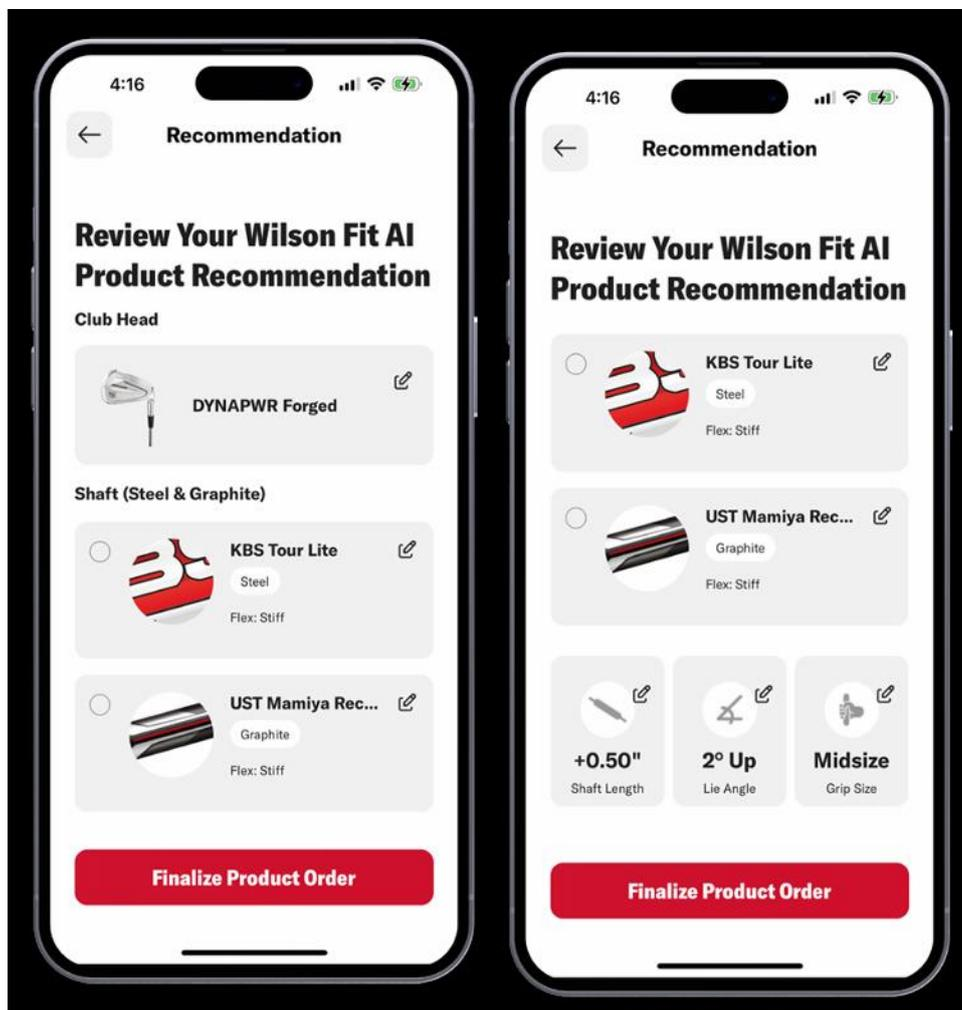 4:16
Recommendation
Review Your Wilson Fit AI
Product Recommendation
Club Head
DYNAPWR Forged
Shaft (Steel & Graphite)
KBS Tour Lite
Steel
Flex: Stiff
UST Mamiya Rec...
Graphite
Flex: Stiff
Finalize Product Order
4:16
Recommendation
Review Your Wilson Fit AI
Product Recommendation
KBS Tour Lite
Steel
Flex: Stiff
UST Mamiya Rec...
Graphite
Flex: Stiff
+0.50"
Shaft Length
2° Up
Lie Angle
Midsize
Grip Size
Finalize Product Order